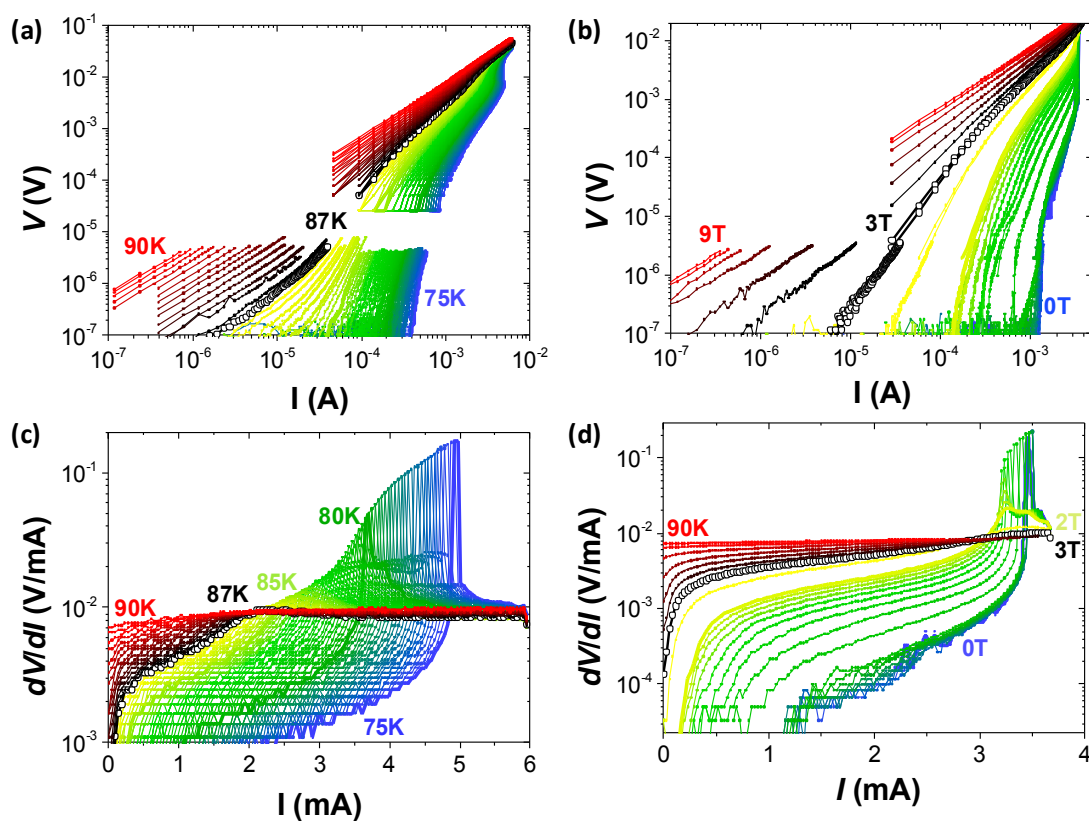 (a)
V (V)
10⁻¹
10⁻²
10⁻³
10⁻⁴
10⁻⁵
10⁻⁶
10⁻⁷
90K
87K
75K
10⁻⁷ 10⁻⁶ 10⁻⁵ 10⁻⁴ 10⁻³ 10⁻²
I (A)
(b)
V (V)
10⁻²
10⁻³
10⁻⁴
10⁻⁵
10⁻⁶
10⁻⁷
9T
3T
0T
10⁻⁷ 10⁻⁶ 10⁻⁵ 10⁻⁴ 10⁻³
I (A)
(c)
dV/dI (V/mA)
10⁻¹
10⁻²
10⁻³
90K
87K
85K
80K
75K
0 1 2 3 4 5 6
I (mA)
(d)
dV/dI (V/mA)
10⁻¹
10⁻²
10⁻³
10⁻⁴
90K
2T
3T
0T
0 1 2 3 4
I (mA)